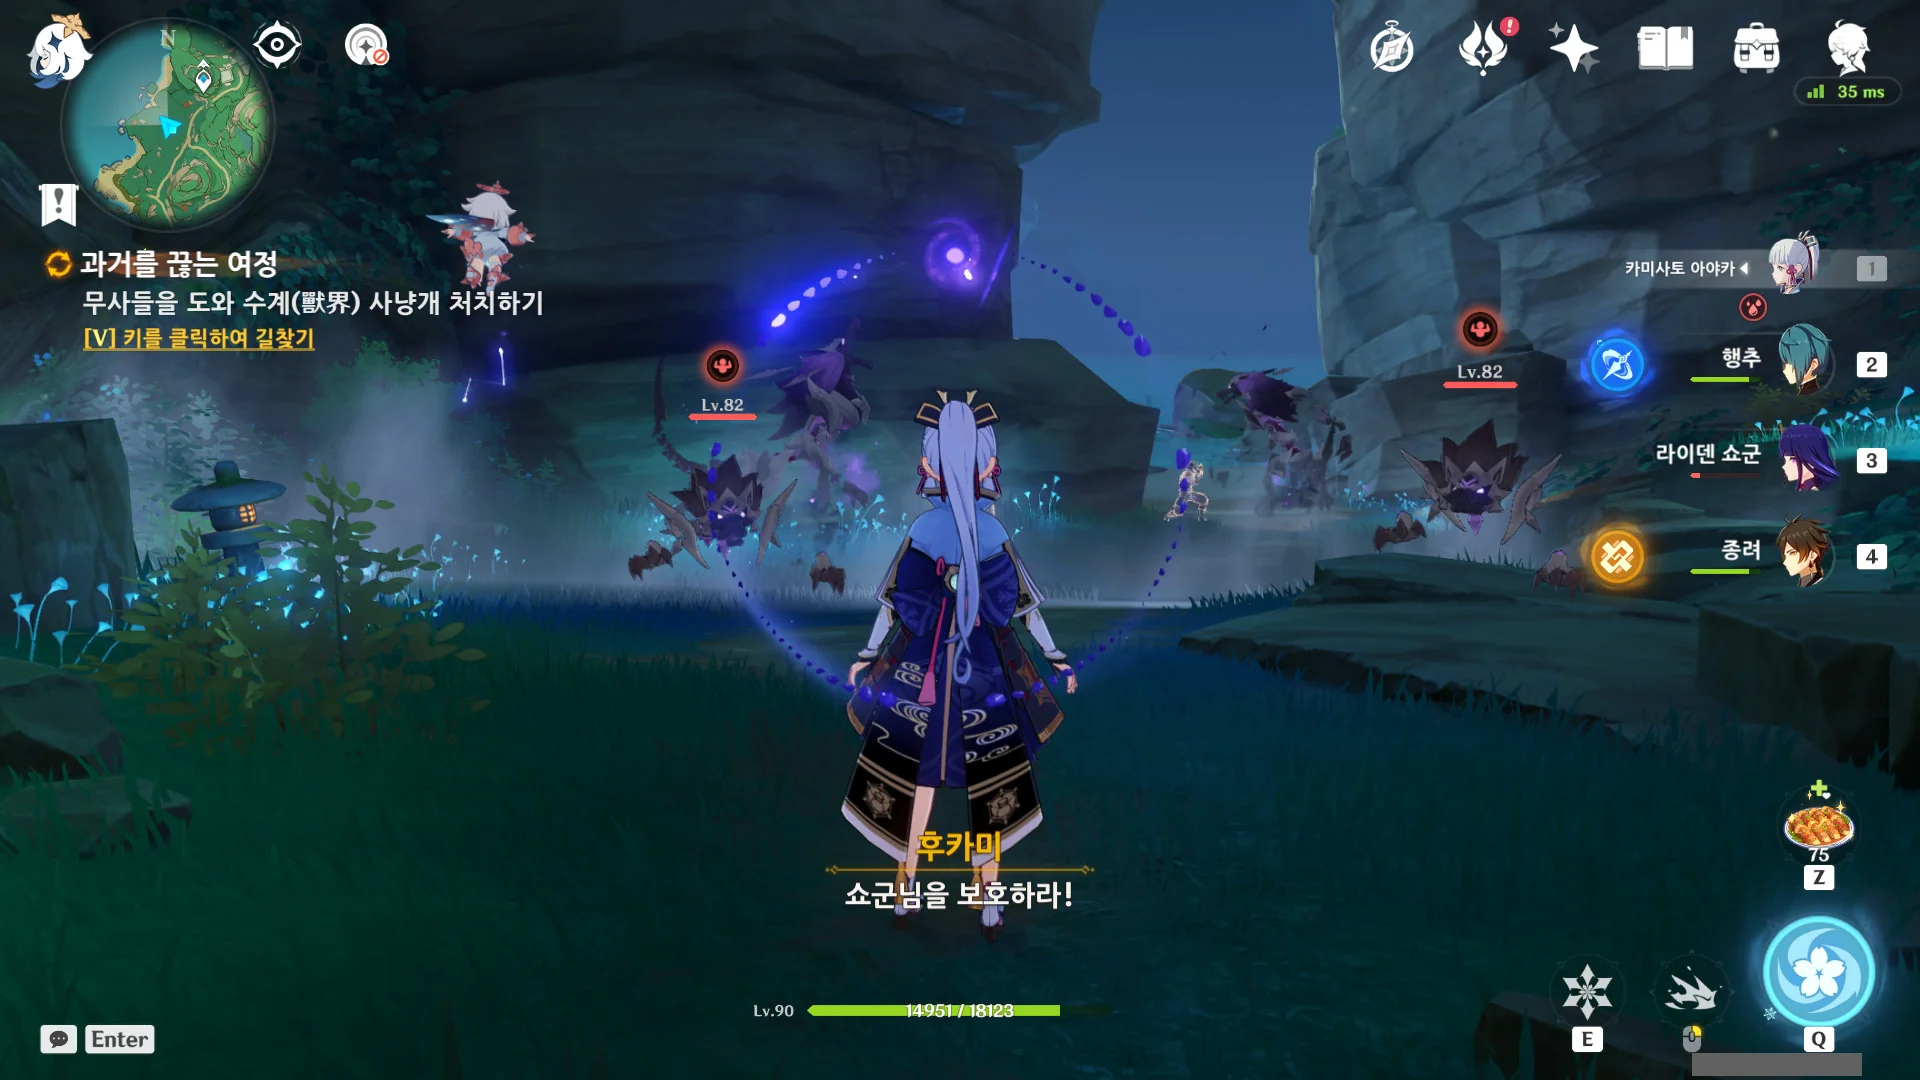 N
35 ms
과거를 끊는 여정
무사들을 도와 수계(獸界) 사냥개 처치하기
[V] 키를 클릭하여 길찾기
카미사토 아야카
1
Lv.82
Lv.82
행추
2
라이덴 쇼군
3
종려
4
후카미
쇼군님을 보호하라!
75
Z
Lv.90
14951 / 18123
Enter
E
Q